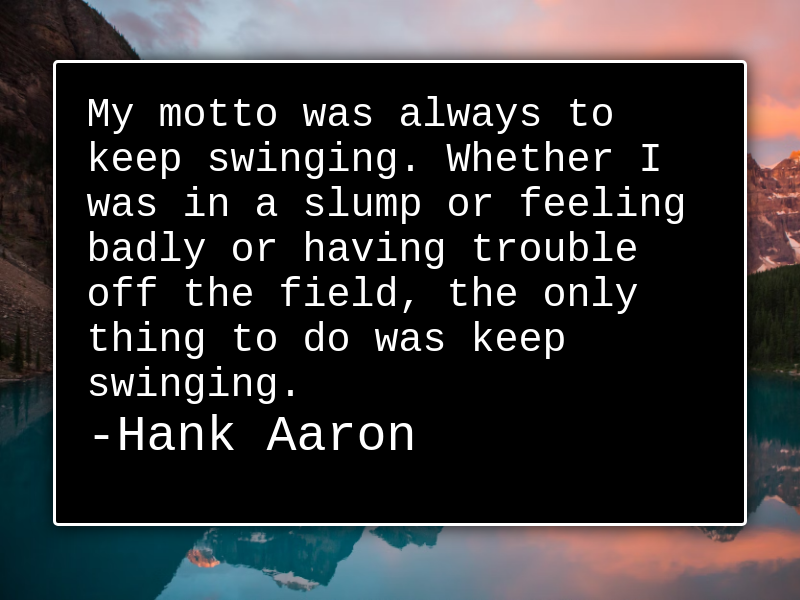 My motto was always to
keep swinging. Whether I
was in a slump or feeling
badly or having trouble
off the field, the only
thing to do was keep
swinging.
-Hank Aaron